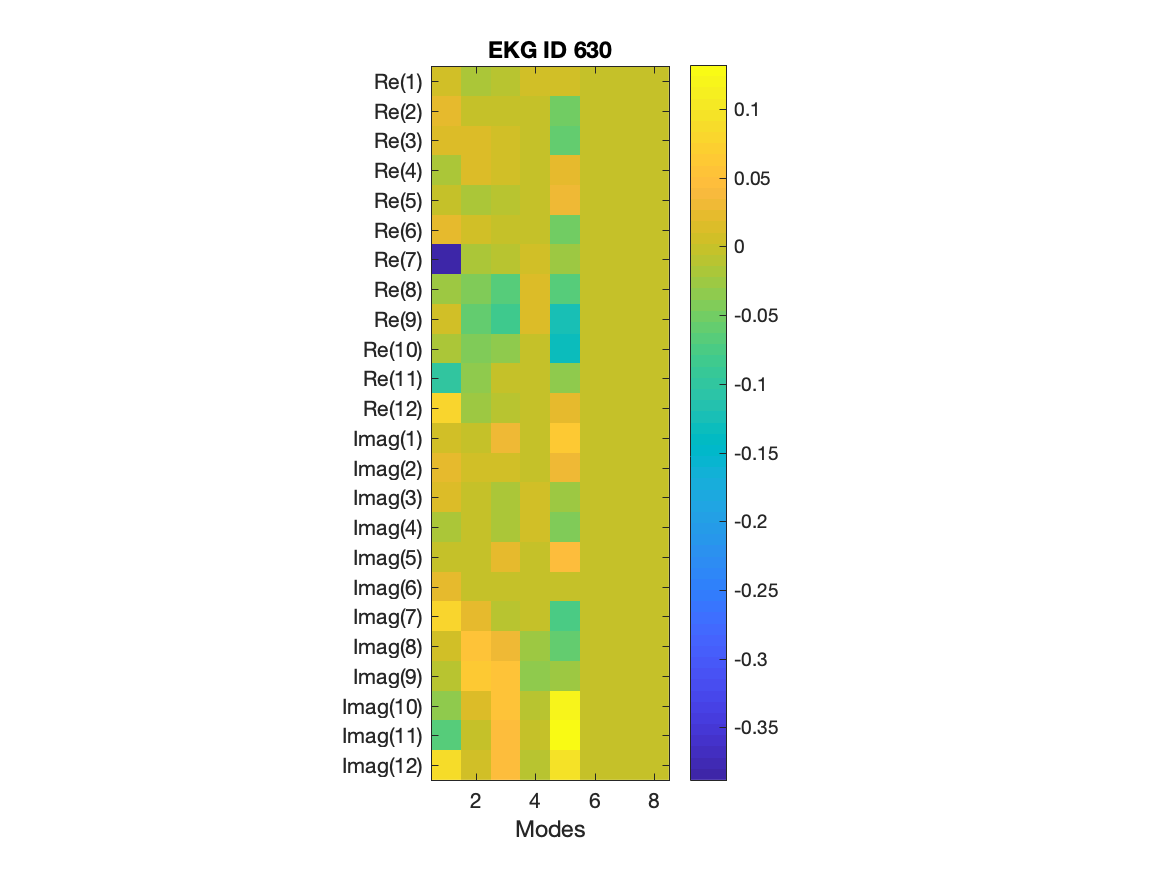 EKG ID 630
Re(1)
Re(2)
Re(3)
Re(4)
Re(5)
Re(6)
Re(7)
Re(8)
Re(9)
Re(10)
Re(11)
Re(12)
Imag(1)
Imag(2)
Imag(3)
Imag(4)
Imag(5)
Imag(6)
Imag(7)
Imag(8)
Imag(9)
Imag(10)
Imag(11)
Imag(12)
2 4 6 8
Modes
0.1
0.05
0
-0.05
-0.1
-0.15
-0.2
-0.25
-0.3
-0.35